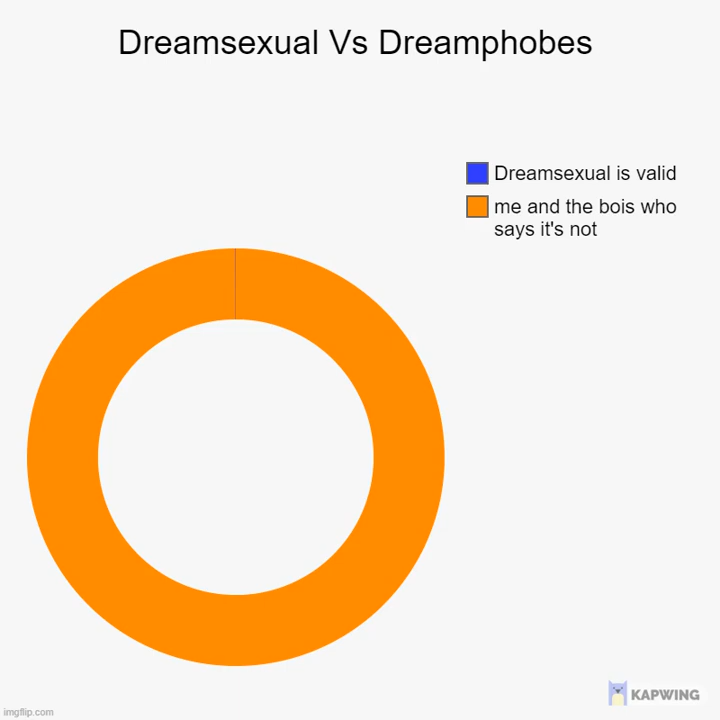 Dreamsexual Vs Dreamphobes
Dreamsexual is valid
me and the bois who
says it's not
KAPWING
imgflip.com